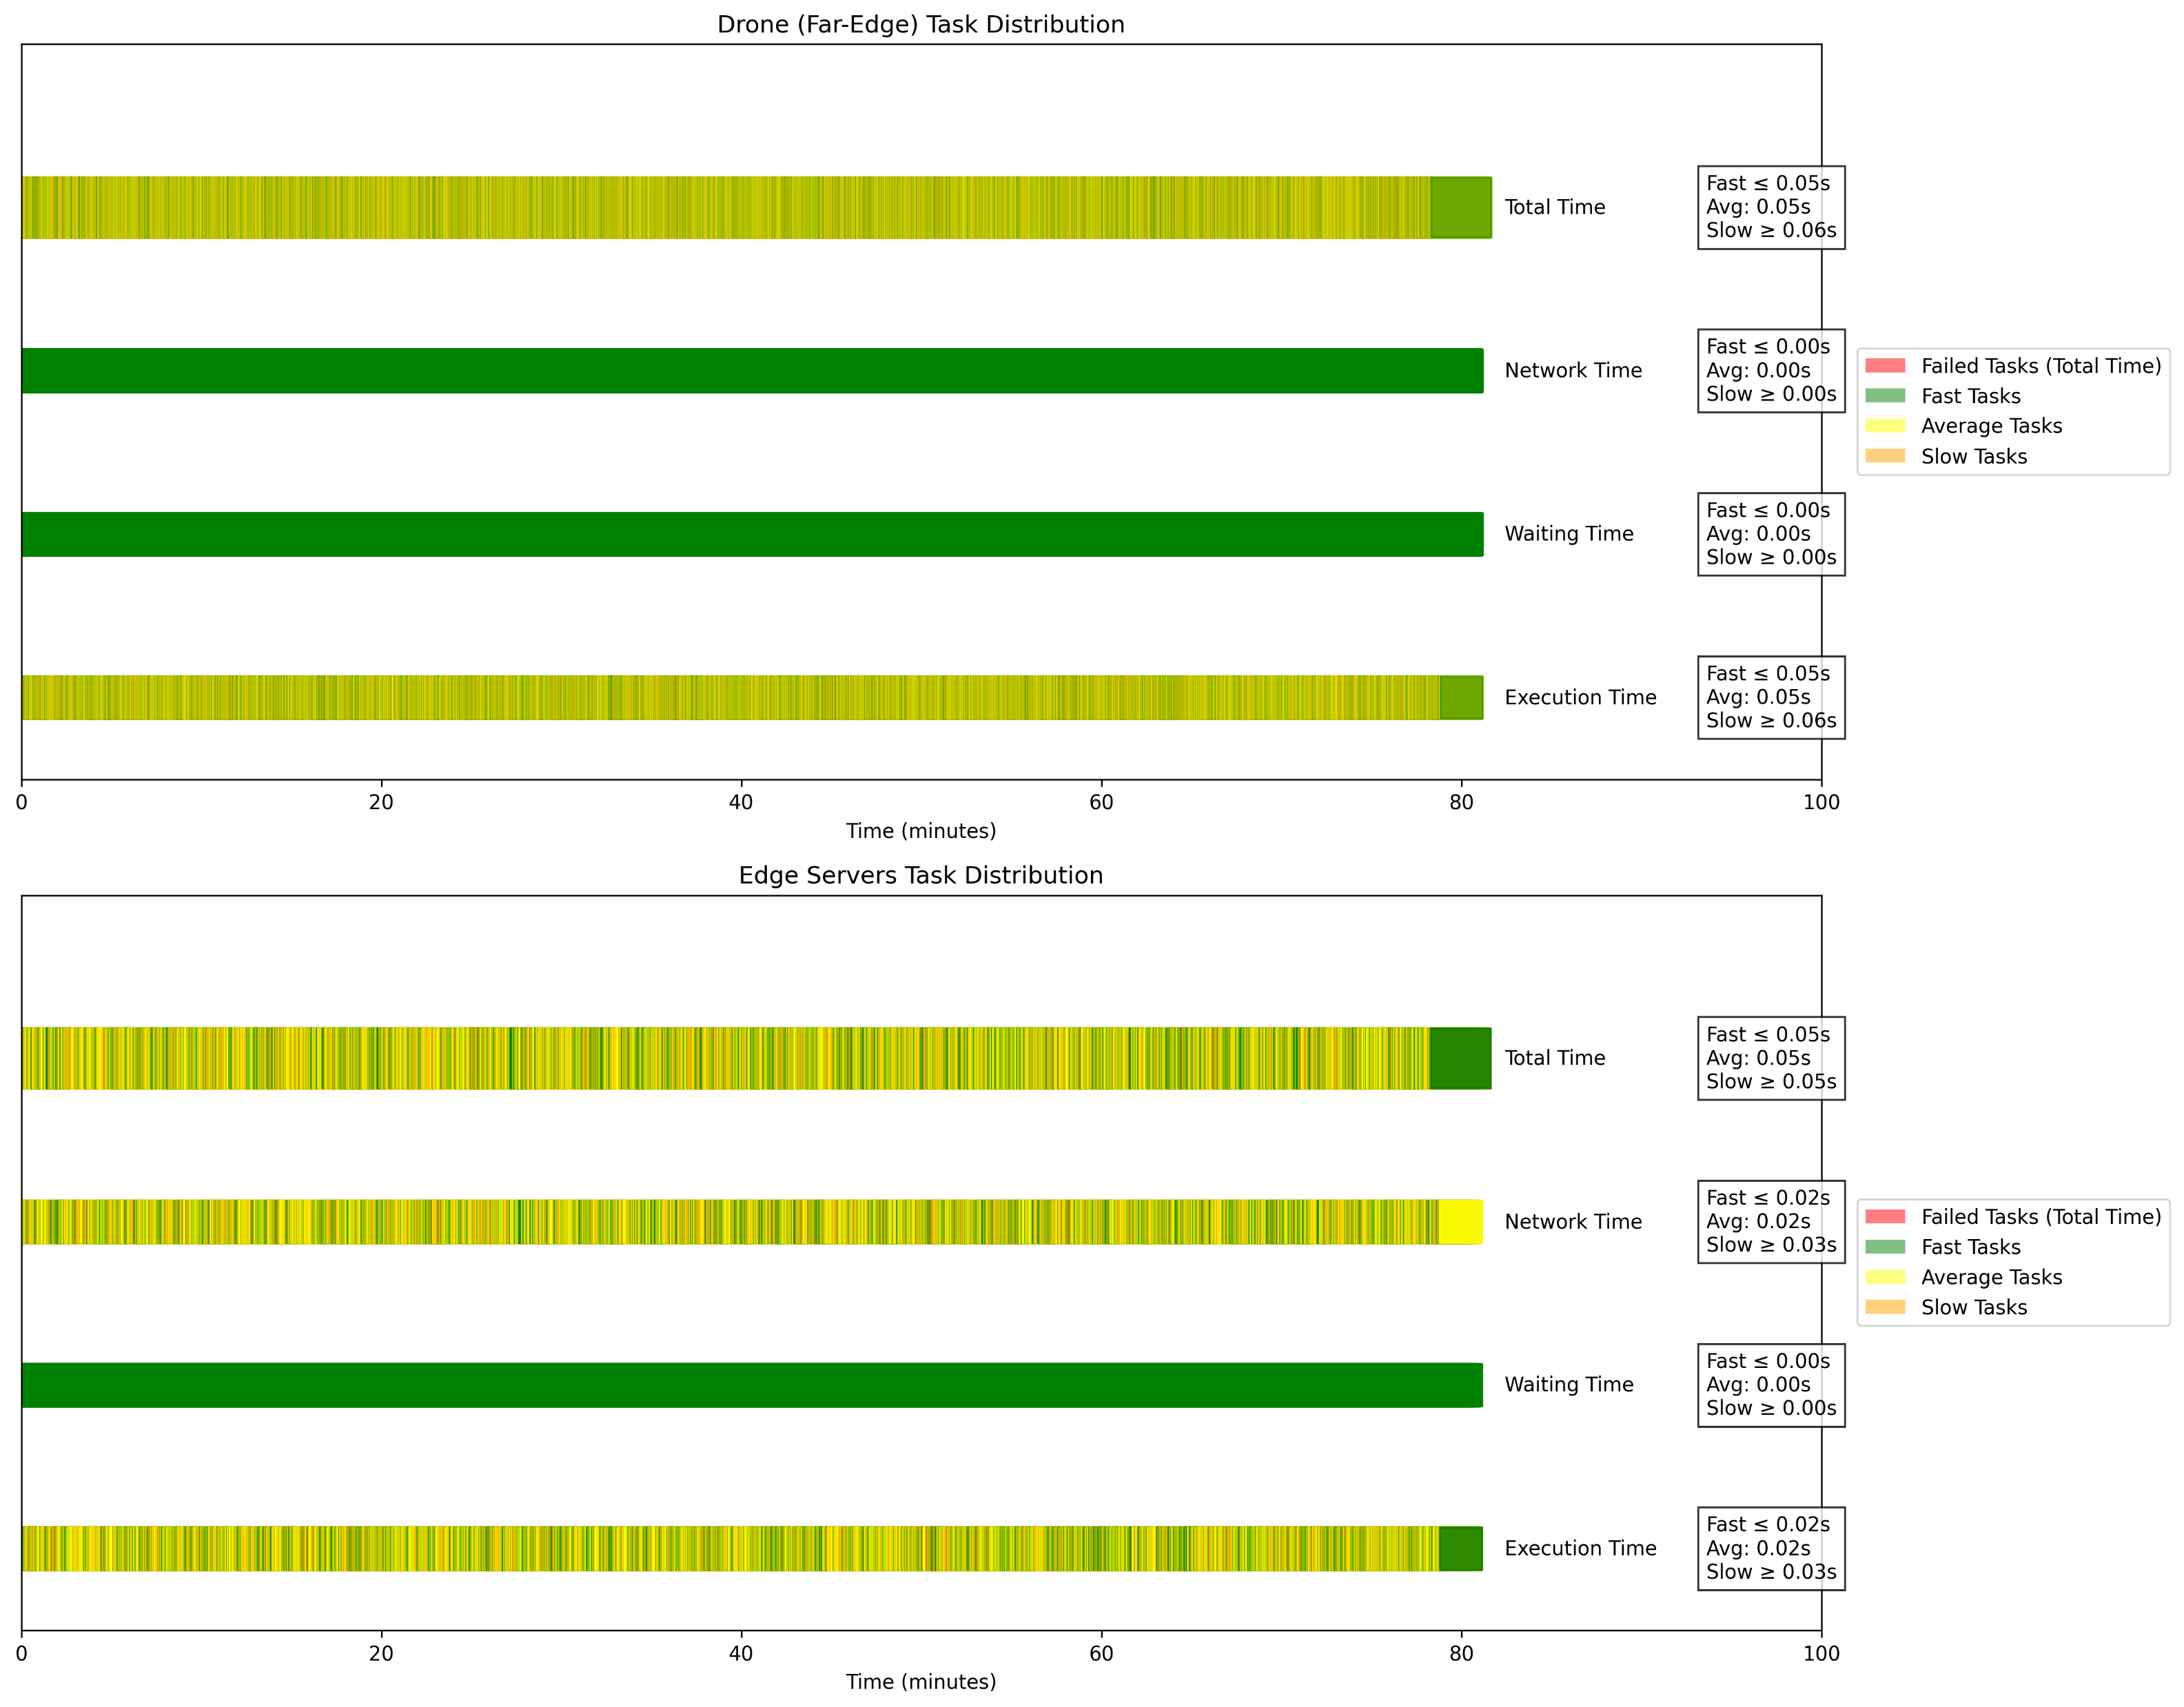 Drone (Far-Edge) Task Distribution
Total Time
Fast ≤ 0.05s
Avg: 0.05s
Slow ≥ 0.06s
Network Time
Fast ≤ 0.00s
Avg: 0.00s
Slow ≥ 0.00s
Failed Tasks (Total Time)
Fast Tasks
Average Tasks
Slow Tasks
Waiting Time
Fast ≤ 0.00s
Avg: 0.00s
Slow ≥ 0.00s
Execution Time
Fast ≤ 0.05s
Avg: 0.05s
Slow ≥ 0.06s
0 20 40 60 80 100
Time (minutes)
Edge Servers Task Distribution
Total Time
Fast ≤ 0.05s
Avg: 0.05s
Slow ≥ 0.05s
Network Time
Fast ≤ 0.02s
Avg: 0.02s
Slow ≥ 0.03s
Failed Tasks (Total Time)
Fast Tasks
Average Tasks
Slow Tasks
Waiting Time
Fast ≤ 0.00s
Avg: 0.00s
Slow ≥ 0.00s
Execution Time
Fast ≤ 0.02s
Avg: 0.02s
Slow ≥ 0.03s
0 20 40 60 80 100
Time (minutes)